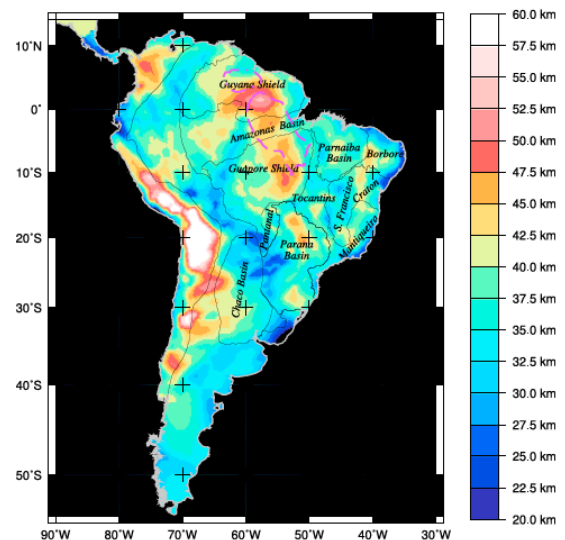 60.0 km
57.5 km
55.0 km
52.5 km
50.0 km
47.5 km
45.0 km
42.5 km
40.0 km
37.5 km
35.0 km
32.5 km
30.0 km
27.5 km
25.0 km
22.5 km
20.0 km
10˚N
0˚
10˚S
20˚S
30˚S
40˚S
50˚S
Guyane Shield
Amazonas Basin
Parnaiba
Basin
Borbore
Guapore Shield
Tocantins
S. Francisco
Craton
Pantanal
Mantiqueiro
Parana
Basin
Chaco Basin
90˚W
80˚W
70˚W
60˚W
50˚W
40˚W
30˚W